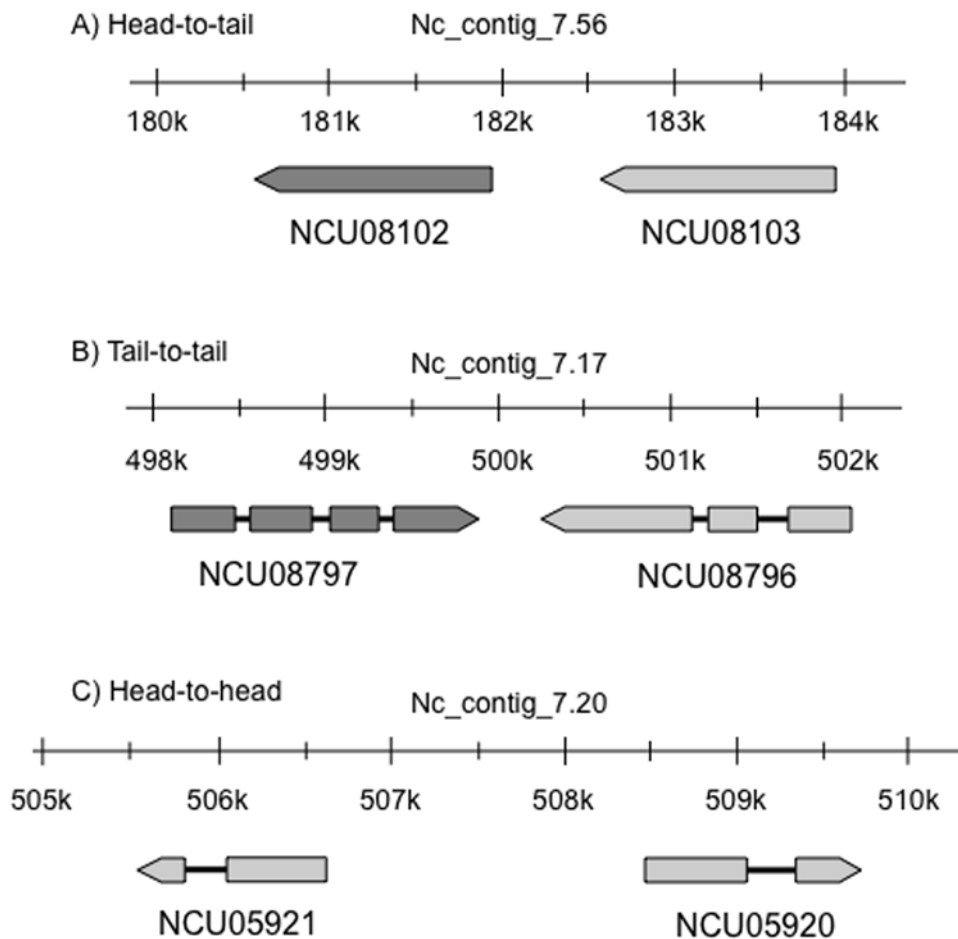 A) Head-to-tail Nc_contig_7.56
180k 181k 182k 183k 184k
NCU08102 NCU08103
B) Tail-to-tail Nc_contig_7.17
498k 499k 500k 501k 502k
NCU08797 NCU08796
C) Head-to-head Nc_contig_7.20
505k 506k 507k 508k 509k 510k
NCU05921 NCU05920